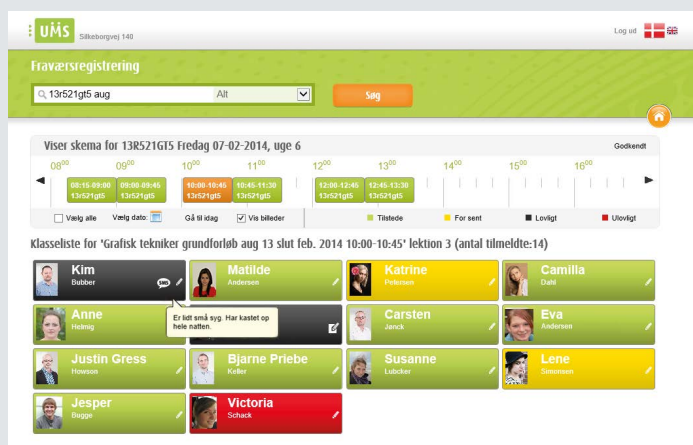 UMS Silkeborgvej 140
Log ud
Fraværsregistrering
13r521gt5 aug Alt Søg
Viser skema for 13R521GT5 Fredag 07-02-2014, uge 6 Godkendt
08⁰⁰ 09⁰⁰ 10⁰⁰ 11⁰⁰ 12⁰⁰ 13⁰⁰ 14⁰⁰ 15⁰⁰ 16⁰⁰
08:15-09:00 09:00-09:45 10:00-10:45 10:45-11:30 12:00-12:45 12:45-13:30
13r521gt5 13r521gt5 13r521gt5 13r521gt5 13r521gt5 13r521gt5
Vælg alle Vælg dato: Gå til idag Vis billeder Tilstede For sent Lovligt Ulovligt
Klasseliste for 'Grafisk tekniker grundforløb aug 13 slut feb. 2014 10:00-10:45' lektion 3 (antal tilmeldte:14)
Kim Matilde Katrine Camilla
Bubber SMS Andersen Petersen Dahl
Anne Carsten Eva
Helmig Jønck Andersen
Er lidt små syg. Har kastet op
hele natten.
Justin Gress Bjarne Priebe Susanne Lene
Howson Keller Lubcker Simonsen
Jesper Victoria
Bugge Schack